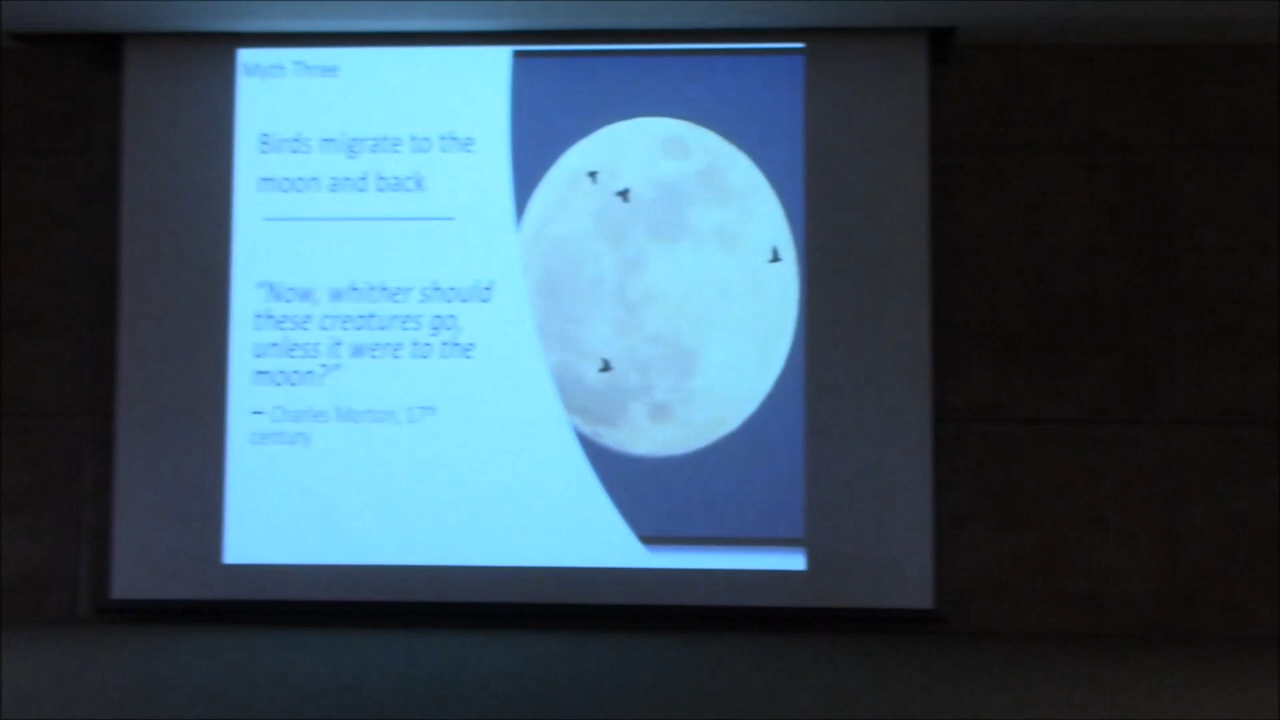 Myth Three
Birds migrate to the
moon and back
"Now, whither should
these creatures go,
unless it were to the
moon?"
– Charles Morton, 17th
century